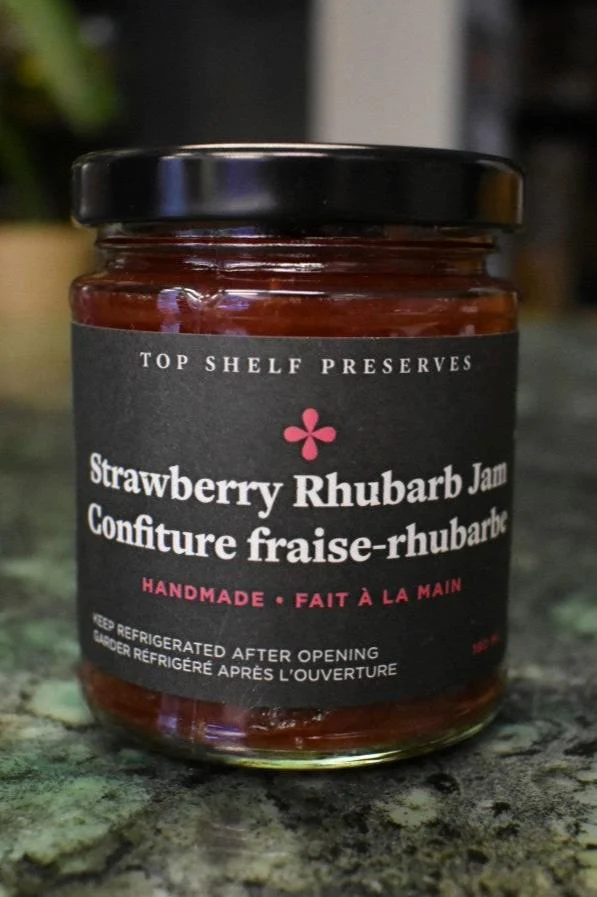 TOP SHELF PRESERVES
Strawberry Rhubarb Jam
Confiture fraise-rhubarbe
HANDMADE • FAIT À LA MAIN
KEEP REFRIGERATED AFTER OPENING
GARDER RÉFRIGÉRÉ APRÈS L'OUVERTURE